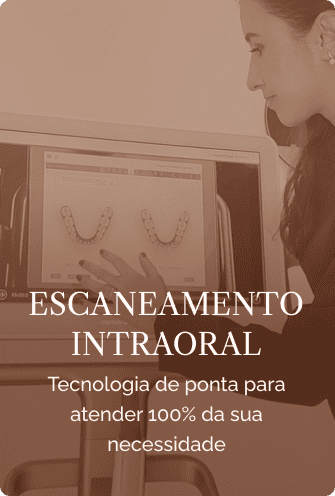 ESCANEAMENTO
INTRAORAL
Tecnologia de ponta para
atender 100% da sua
necessidade